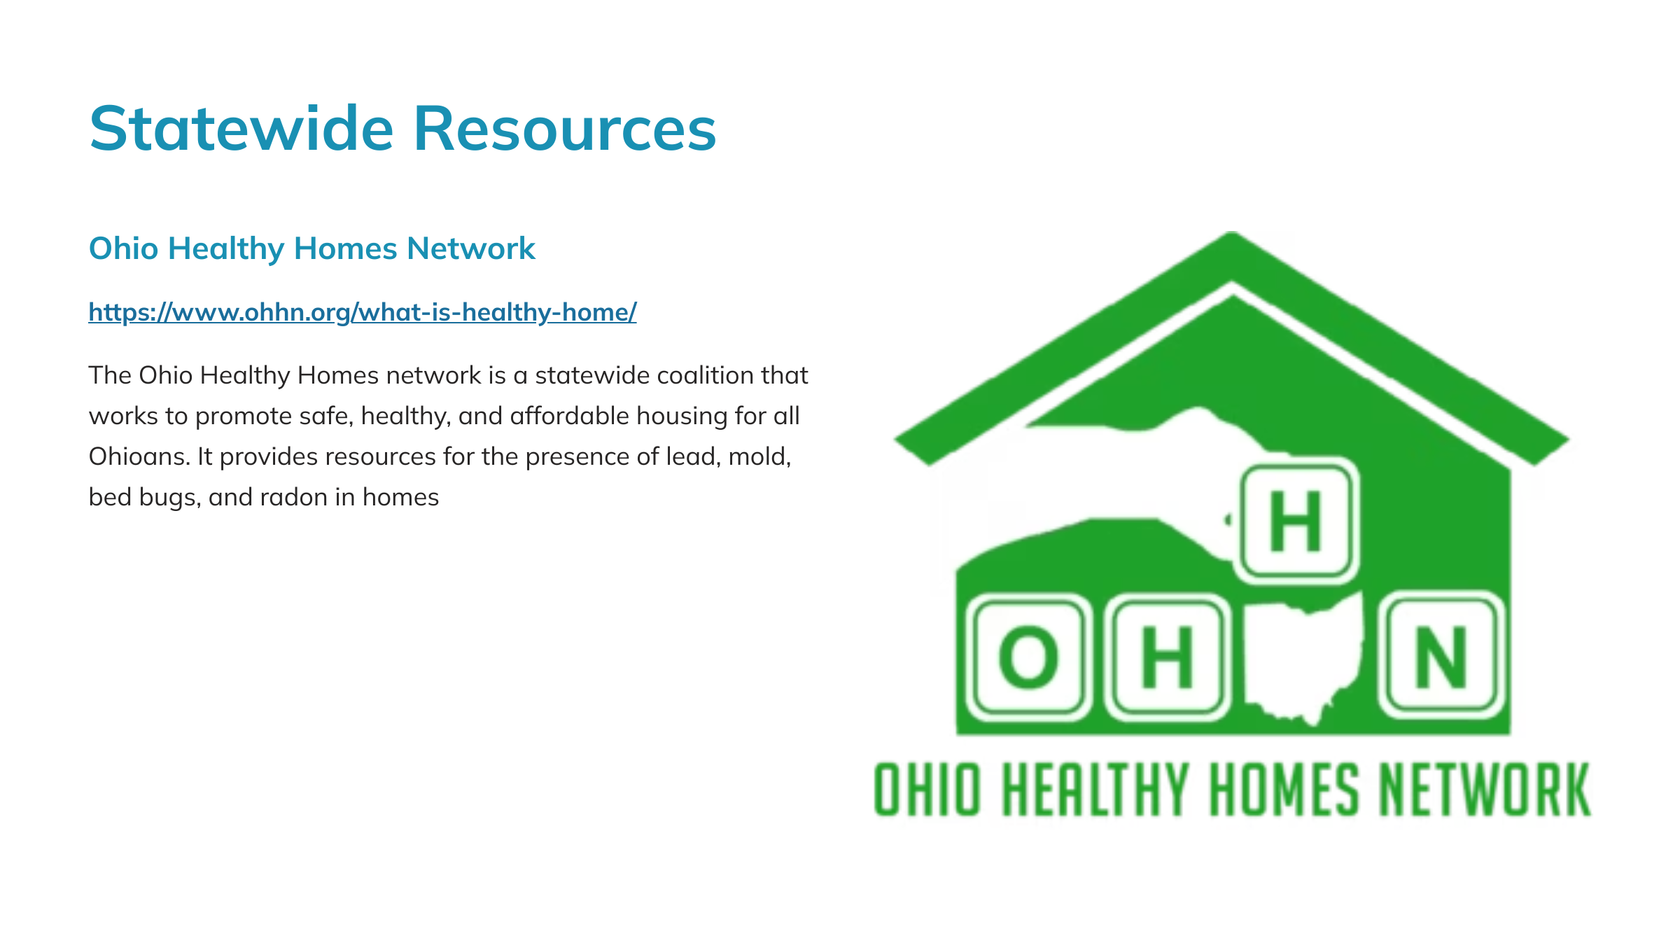 Statewide Resources
Ohio Healthy Homes Network
https://www.ohhn.org/what-is-healthy-home/
The Ohio Healthy Homes network is a statewide coalition that
works to promote safe, healthy, and affordable housing for all
Ohioans. It provides resources for the presence of lead, mold,
bed bugs, and radon in homes
H
O H N
OHIO HEALTHY HOMES NETWORK